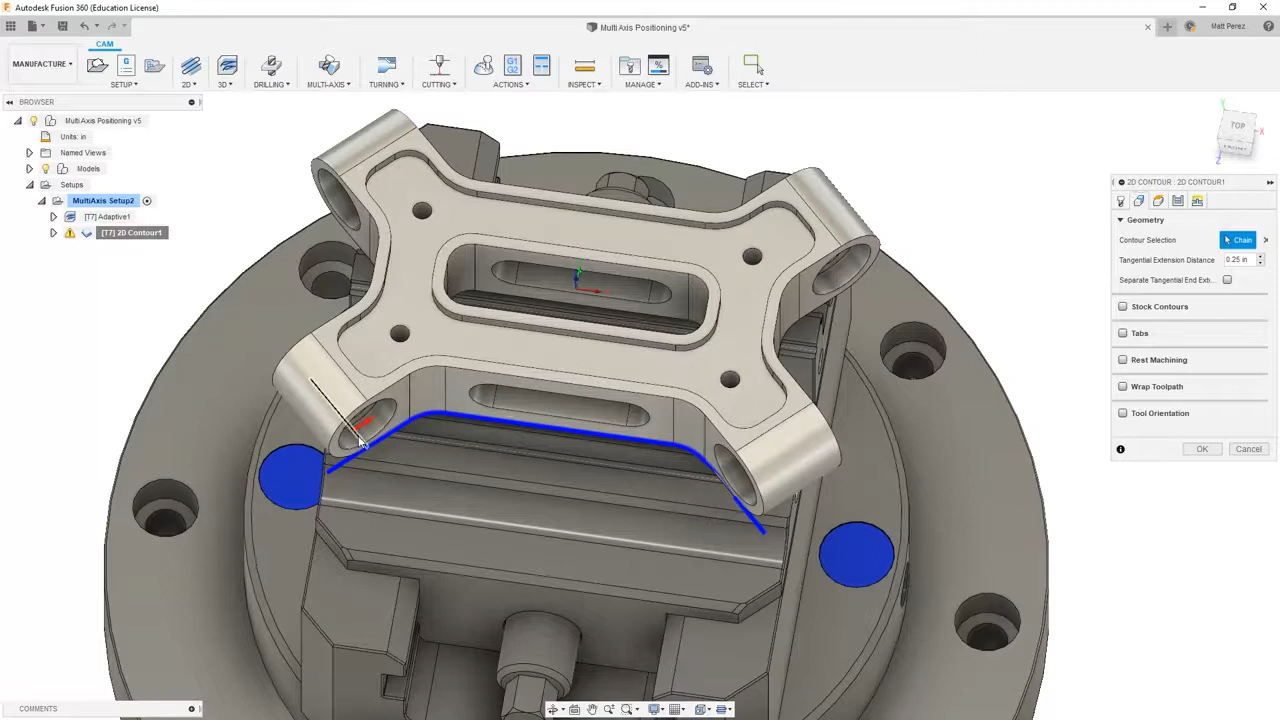 Autodesk Fusion 360 (Education License)
Multi Axis Positioning v5*
Matt Perez
CAM
MANUFACTURE
SETUP
2D
3D
DRILLING
MULTI-AXIS
TURNING
CUTTING
G1
G2
ACTIONS
INSPECT
MANAGE
ADD-INS
SELECT
BROWSER
Multi Axis Positioning v5
Units: in
Named Views
Models
Setups
MultiAxis Setup2
[T7] Adaptive1
[T7] 2D Contour1
Y
TOP
X
FRONT
Z
2D CONTOUR : 2D CONTOUR1
Geometry
Contour Selection
Chain
Tangential Extension Distance
0.25 in
Separate Tangential End Ext...
Stock Contours
Tabs
Rest Machining
Wrap Toolpath
Tool Orientation
OK
Cancel
COMMENTS